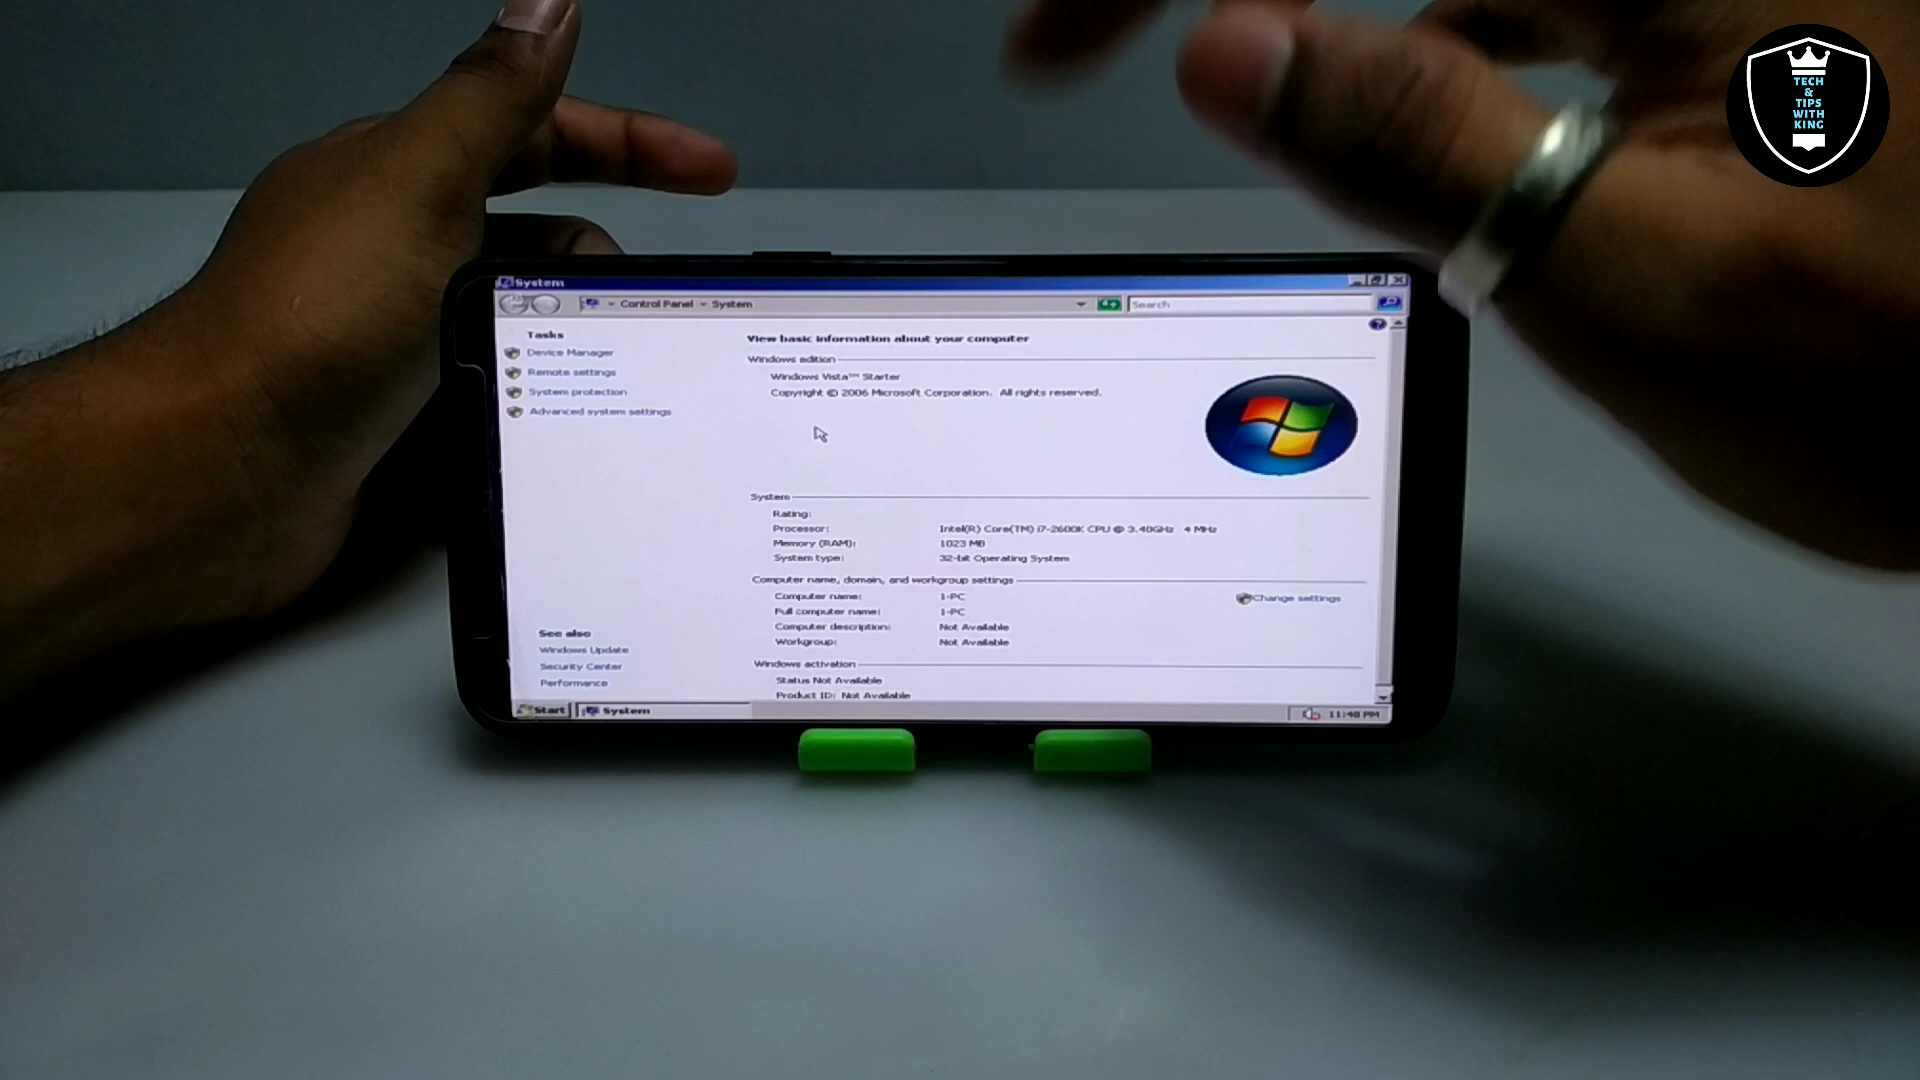 TECH
&
TIPS
WITH
KING
System
Control Panel System
Search
Tasks
Device Manager
Remote settings
System protection
Advanced system settings
View basic information about your computer
Windows edition
Windows Vista™ Starter
Copyright © 2006 Microsoft Corporation. All rights reserved.
System
Rating:
Processor: Intel(R) Core(TM) i7-2600K CPU @ 3.40GHz 4 MHz
Memory (RAM): 1023 MB
System type: 32-bit Operating System
Computer name, domain, and workgroup settings
Computer name: 1-PC
Change settings
Full computer name: 1-PC
Computer description: Not Available
Workgroup: Not Available
See also
Windows Update
Security Center
Performance
Windows activation
Status Not Available
Product ID: Not Available
Start System 11:48 PM